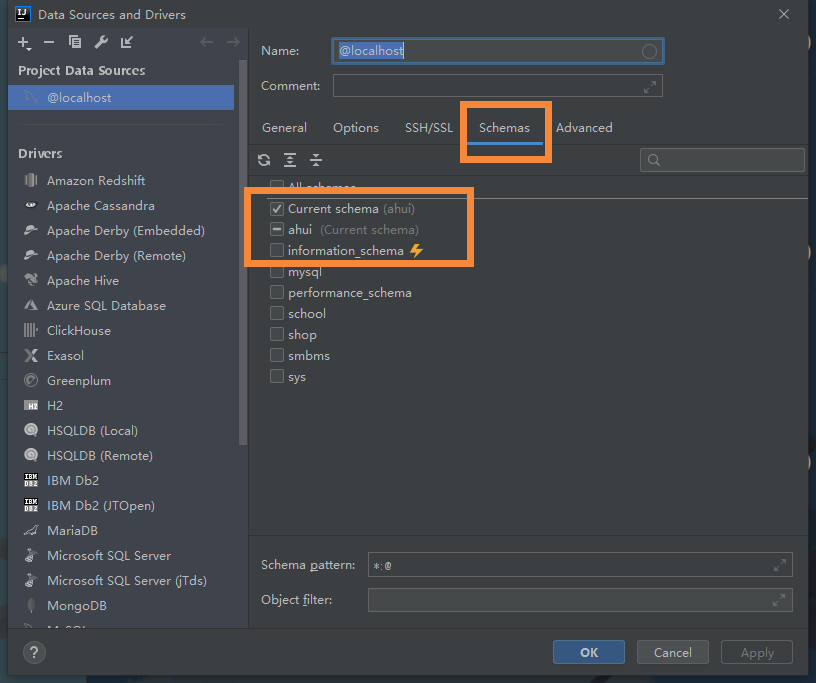 Data Sources and Drivers
Project Data Sources
@localhost
Drivers
Amazon Redshift
Apache Cassandra
Apache Derby (Embedded)
Apache Derby (Remote)
Apache Hive
Azure SQL Database
ClickHouse
Exasol
Greenplum
H2
HSQLDB (Local)
HSQLDB (Remote)
IBM Db2
IBM Db2 (JTOpen)
MariaDB
Microsoft SQL Server
Microsoft SQL Server (jTds)
MongoDB
Name: @localhost
Comment:
General Options SSH/SSL Schemas Advanced
All schemas
Current schema (ahui)
ahui (Current schema)
information_schema
mysql
performance_schema
school
shop
smbms
sys
Schema pattern: *:@
Object filter:
? OK Cancel Apply